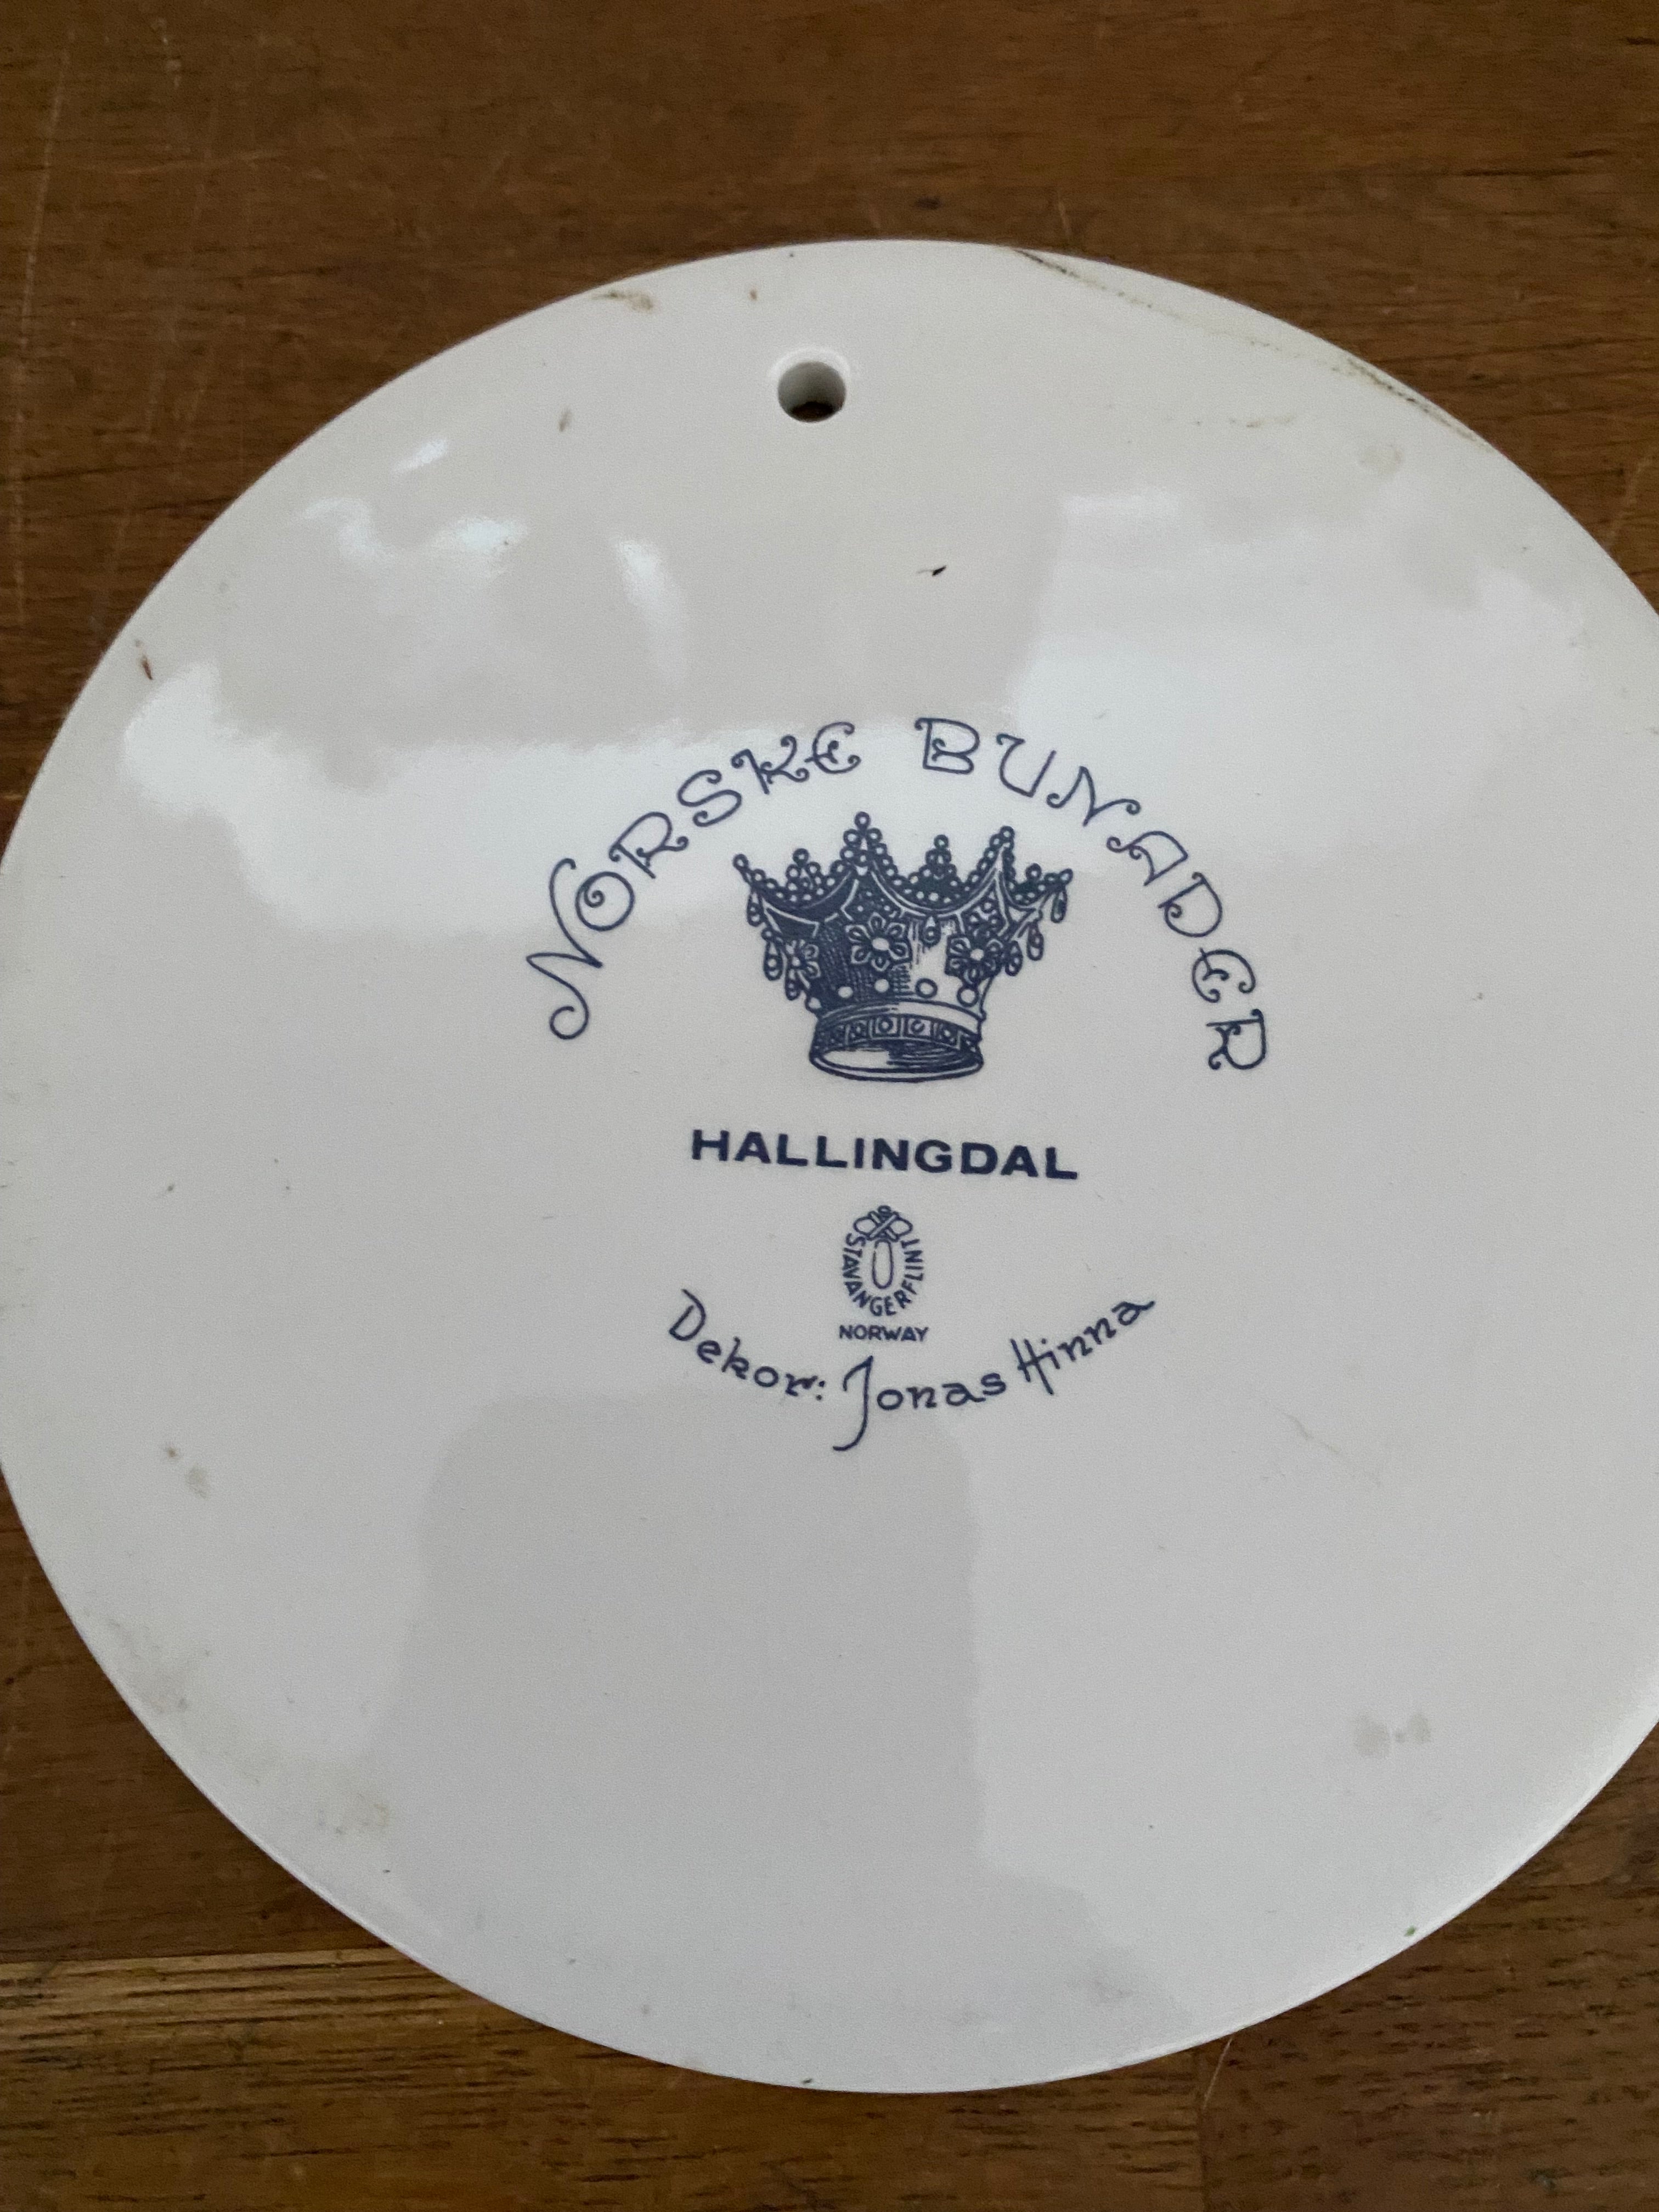 NORSKE BUNADER
HALLINGDAL
STAVANGERFLINT
NORWAY
Dekor: Jonas Hinna